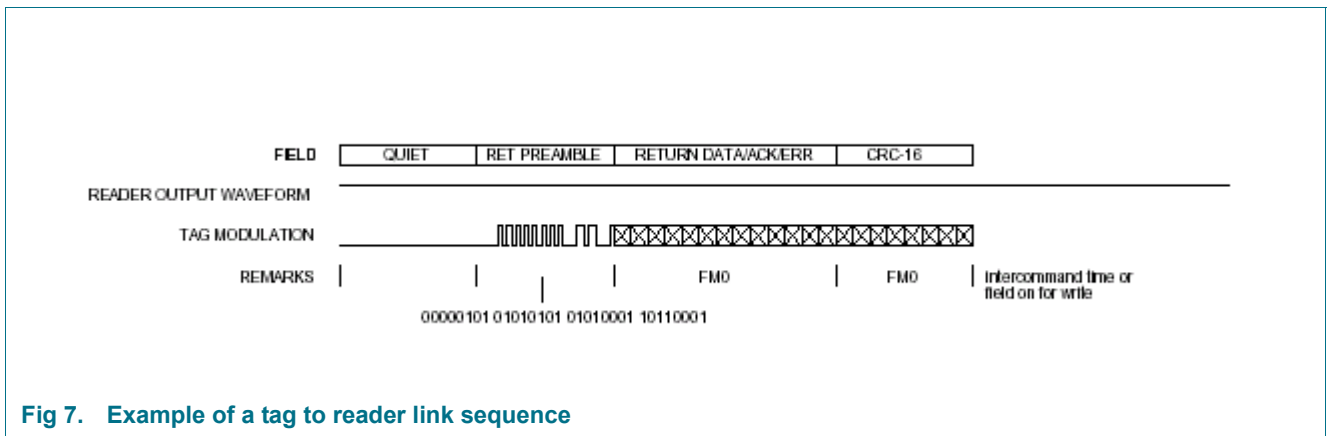 FIELD QUIET RET PREAMBLE RETURN DATA/ACK/ERR CRC-16
READER OUTPUT WAVEFORM
TAG MODULATION
REMARKS FM0 FM0 Intercommand time or
field on for write
00000101 01010101 01010001 10110001
Fig 7. Example of a tag to reader link sequence